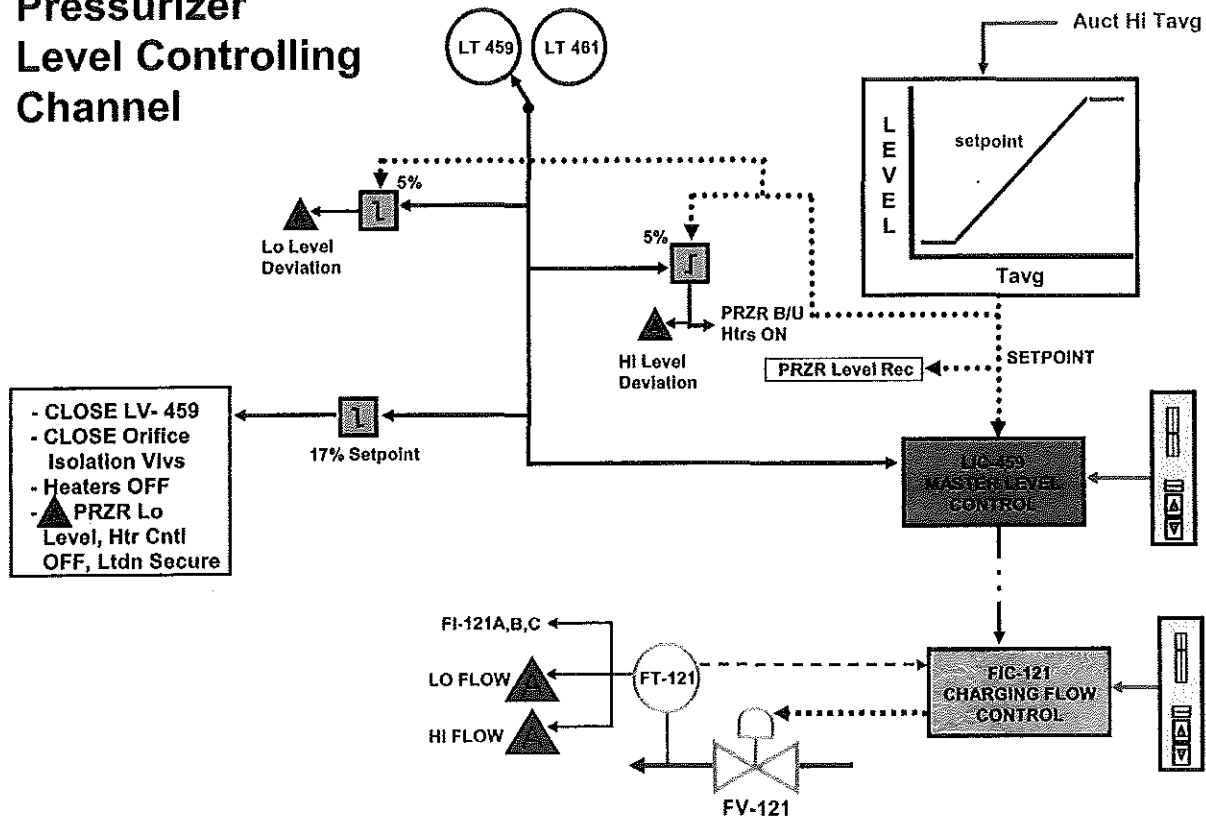 Pressurizer
Level Controlling
Channel
LT 459
LT 461
Auct Hi Tavg
LEVEL
setpoint
Tavg
5%
Lo Level
Deviation
5%
PRZR B/U
Htrs ON
HI Level
Deviation
SETPOINT
PRZR Level Rec
- CLOSE LV- 459
- CLOSE Orifice
Isolation Vlvs
- Heaters OFF
- PRZR Lo
Level, Htr Cntl
OFF, Ltdn Secure
17% Setpoint
LIC-459
MASTER LEVEL
CONTROL
FI-121A,B,C
LO FLOW
HI FLOW
FT-121
FIC-121
CHARGING FLOW
CONTROL
FV-121